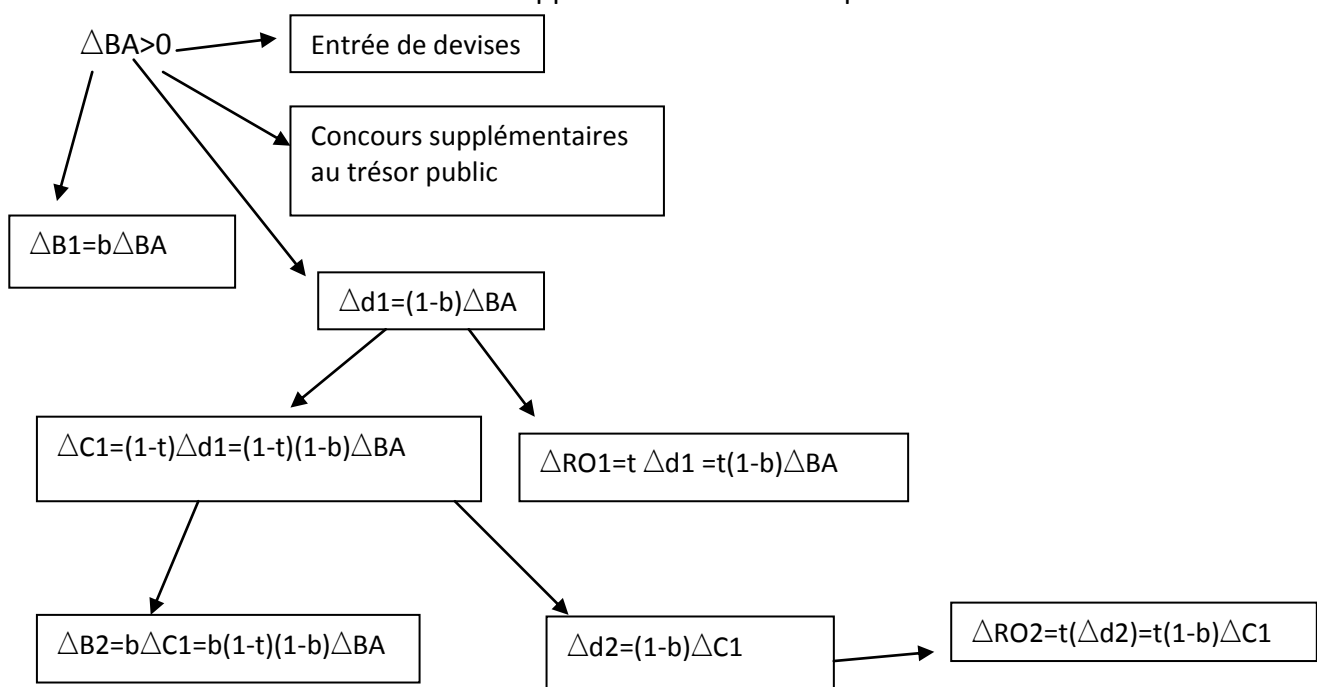 △BA>0
Entrée de devises
Concours supplémentaires
au trésor public
△B1=b△BA
△d1=(1-b)△BA
△C1=(1-t)△d1=(1-t)(1-b)△BA
△RO1=t △d1 =t(1-b)△BA
△B2=b△C1=b(1-t)(1-b)△BA
△d2=(1-b)△C1
△RO2=t(△d2)=t(1-b)△C1